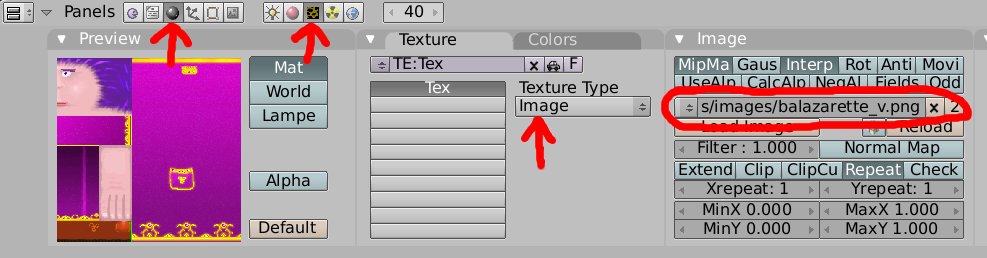 Panels 40
Preview
Mat
World
Lampe
Alpha
Default
Texture Colors
TE:Tex F
Tex
Texture Type
Image
Image
MipMa Gaus Interp Rot Anti Movi
UseAlp CalcAlp NegAl Fields Odd
s/images/balazarette_v.png 2
Load Image Reload
Filter : 1.000 Normal Map
Extend Clip ClipCu Repeat Check
Xrepeat: 1 Yrepeat: 1
MinX 0.000 MaxX 1.000
MinY 0.000 MaxY 1.000